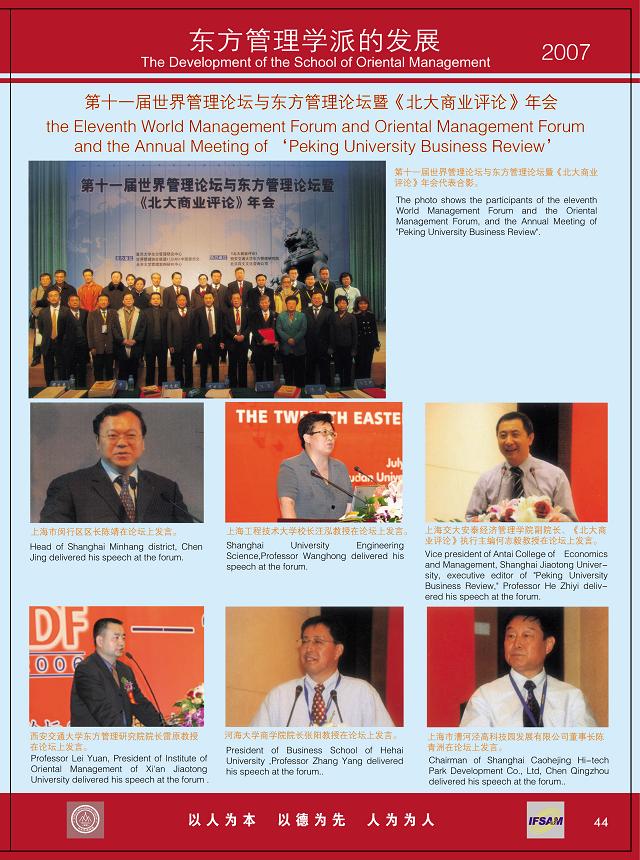 东方管理学派的发展
The Development of the School of Oriental Management
2007
第十一届世界管理论坛与东方管理论坛暨《北大商业评论》年会
the Eleventh World Management Forum and Oriental Management Forum
and the Annual Meeting of ‘Peking University Business Review’
第十一届世界管理论坛与东方管理论坛暨
《北大商业评论》年会
第十一届世界管理论坛与东方管理论坛暨《北大商业
评论》年会代表合影。
The photo shows the participants of the eleventh
World Management Forum and the Oriental
Management Forum, and the Annual Meeting of
"Peking University Business Review".
上海市闵行区区长陈靖在论坛上发言。
Head of Shanghai Minhang district, Chen
Jing delivered his speech at the forum.
THE TWELFTH EASTE
July
udan Univer
上海工程技术大学校长汪泓教授在论坛上发言。
Shanghai University Engineering
Science,Professor Wanghong delivered his
speech at the forum.
上海交大安泰经济管理学院副院长、《北大商
业评论》执行主编何志毅教授在论坛上发言。
Vice president of Antai College of Economics
and Management, Shanghai Jiaotong Univer-
sity, executive editor of "Peking University
Business Review," Professor He Zhiyi deliv-
ered his speech at the forum.
DF
2006
西安交通大学东方管理研究院院长雷原教授
在论坛上发言。
Professor Lei Yuan, President of Institute of
Oriental Management of Xi'an Jiaotong
University delivered his speech at the forum .
河海大学商学院院长张阳教授在论坛上发言。
President of Business School of Hehai
University ,Professor Zhang Yang delivered
his speech at the forum..
上海市漕河泾高科技园发展有限公司董事长陈
青洲在论坛上发言。
Chairman of Shanghai Caohejing Hi-tech
Park Development Co., Ltd, Chen Qingzhou
delivered his speech at the forum..
以人为本 以德为先 人为为人
IFSAM
44